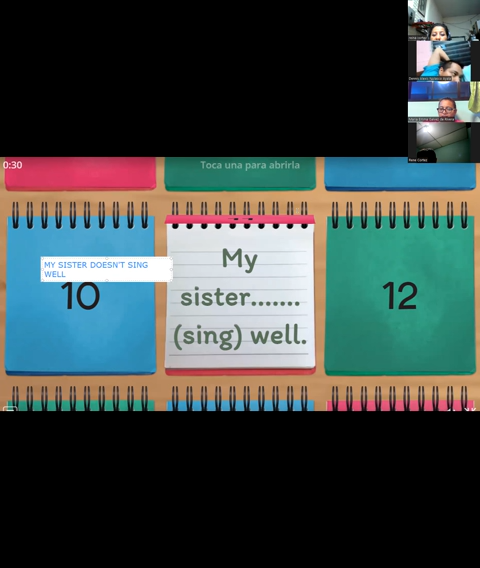 0:30
Toca una para abrirla
MY SISTER DOESN'T SING
WELL
10
My
sister.......
(sing) well.
12